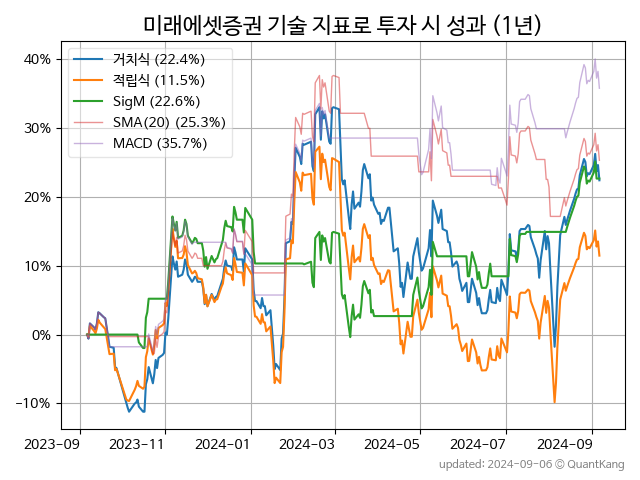 미래에셋증권 기술 지표로 투자 시 성과 (1년)
거치식 (22.4%)
적립식 (11.5%)
SigM (22.6%)
SMA(20) (25.3%)
MACD (35.7%)
40%
30%
20%
10%
0%
−10%
2023-09
2023-11
2024-01
2024-03
2024-05
2024-07
2024-09
updated: 2024-09-06 © QuantKang